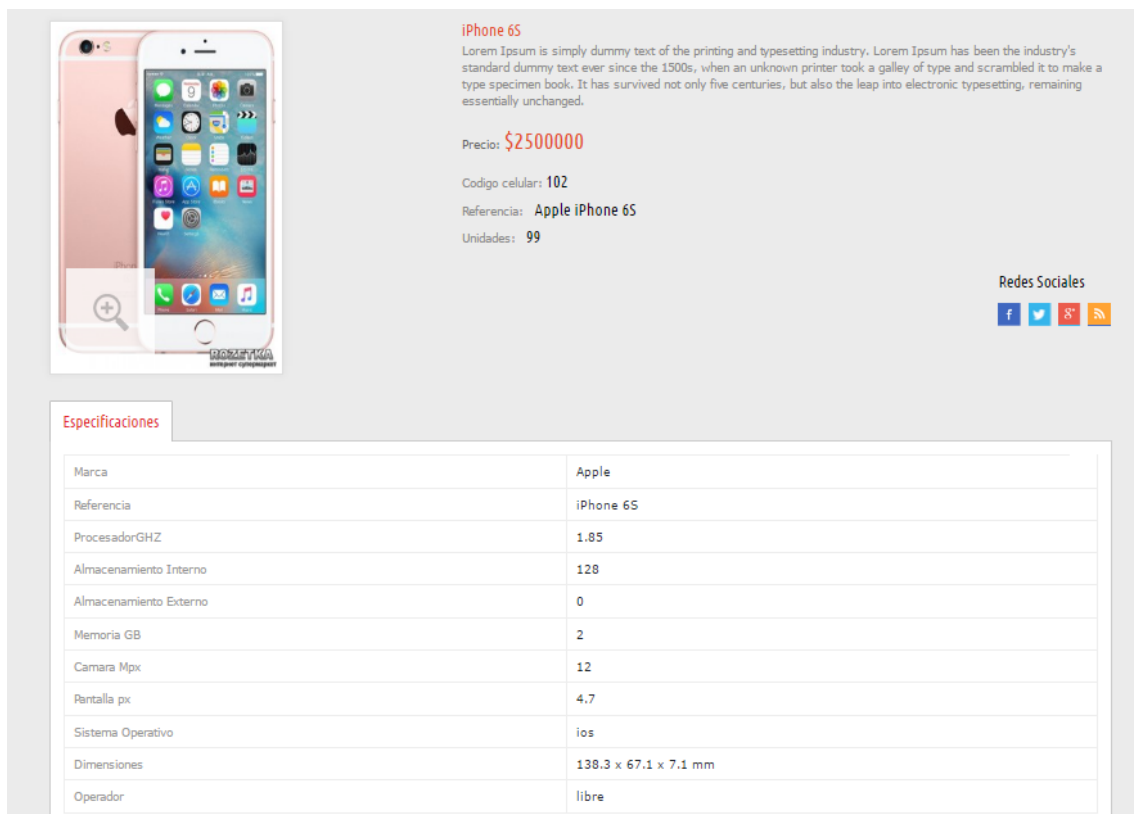 iPhone 6S
Lorem Ipsum is simply dummy text of the printing and typesetting industry. Lorem Ipsum has been the industry's
standard dummy text ever since the 1500s, when an unknown printer took a galley of type and scrambled it to make a
type specimen book. It has survived not only five centuries, but also the leap into electronic typesetting, remaining
essentially unchanged.
Precio: $2500000
Codigo celular: 102
Referencia: Apple iPhone 6S
Unidades: 99
ROZETKA
интернет супермаркет
Redes Sociales
Especificaciones
Marca Apple
Referencia iPhone 6S
ProcesadorGHZ 1.85
Almacenamiento Interno 128
Almacenamiento Externo 0
Memoria GB 2
Camara Mpx 12
Pantalla px 4.7
Sistema Operativo ios
Dimensiones 138.3 x 67.1 x 7.1 mm
Operador libre